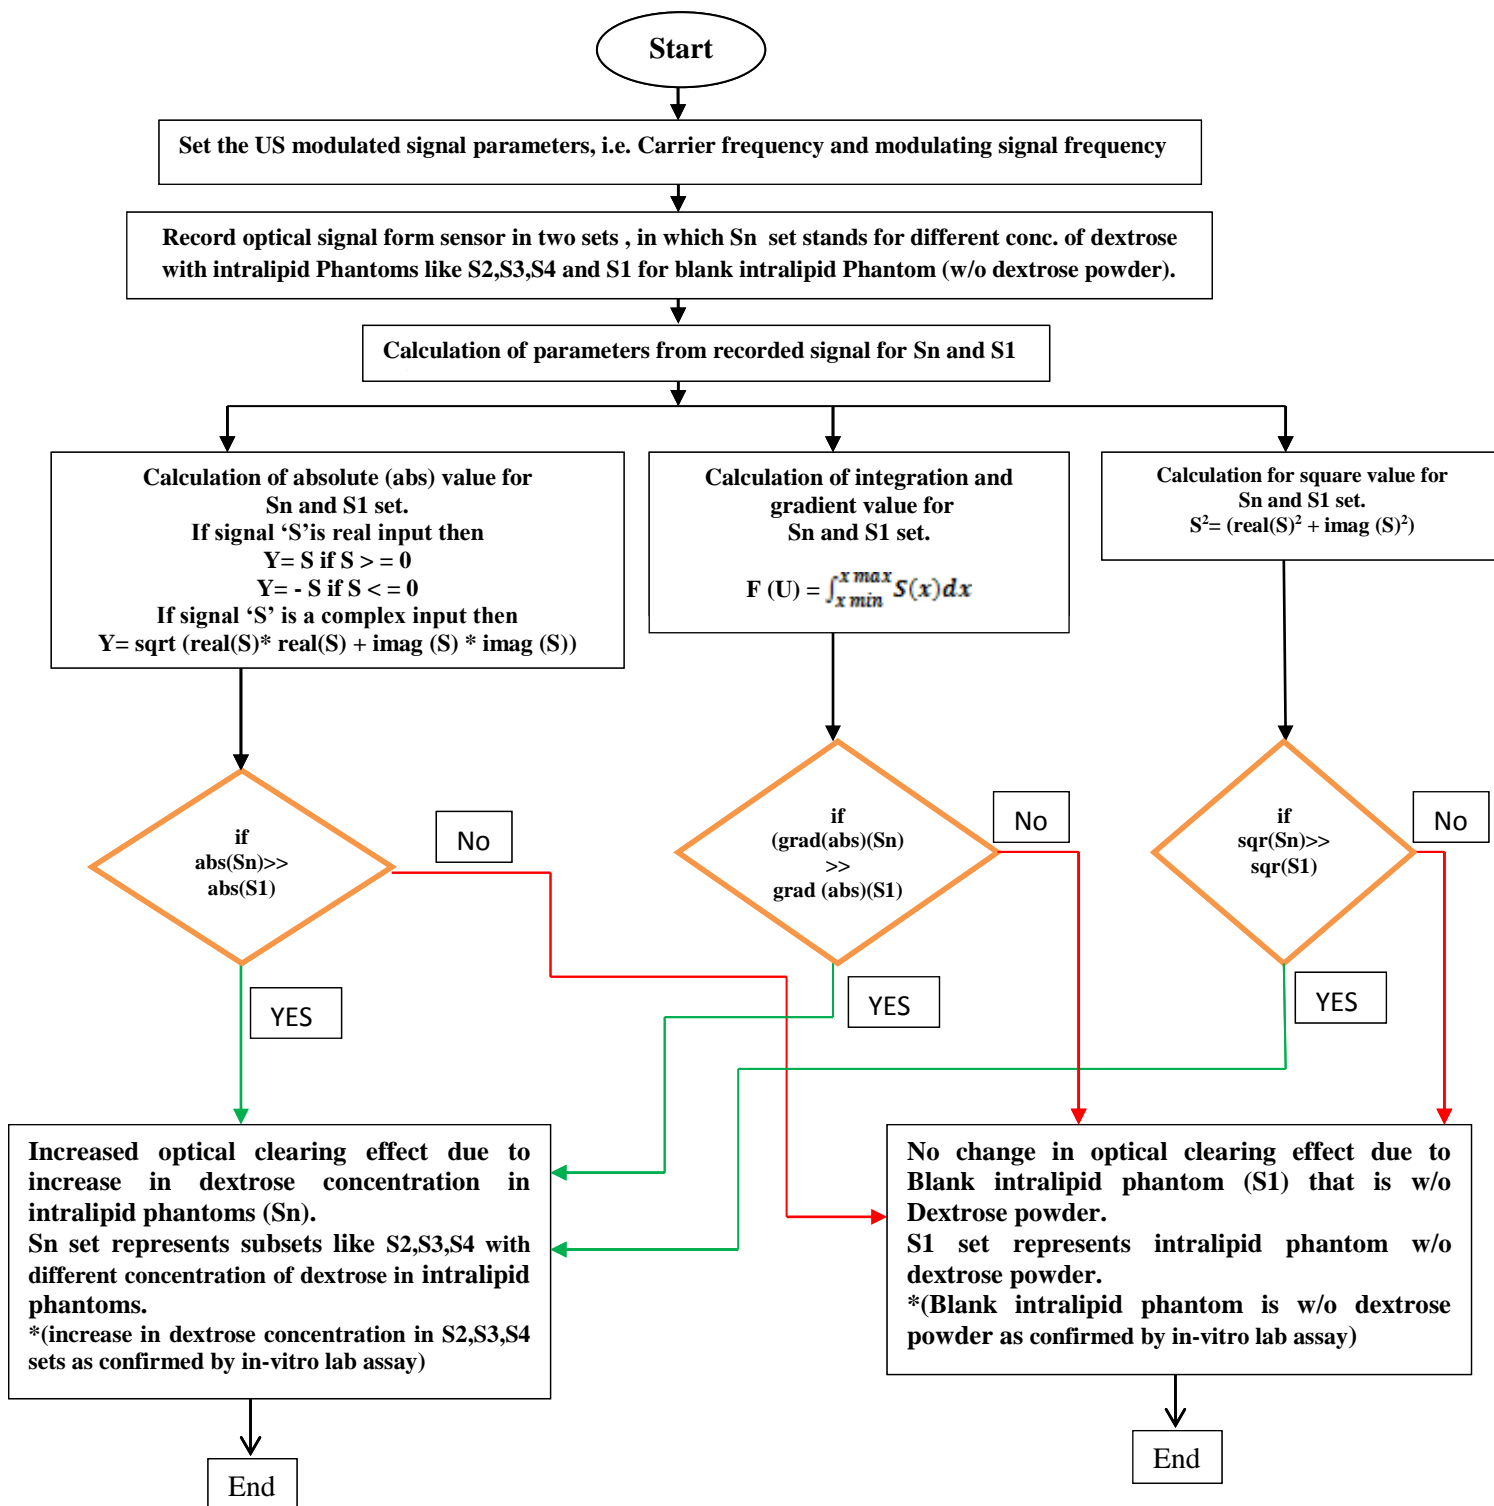 Start
Set the US modulated signal parameters, i.e. Carrier frequency and modulating signal frequency
Record optical signal form sensor in two sets , in which Sn set stands for different conc. of dextrose
with intralipid Phantoms like S2,S3,S4 and S1 for blank intralipid Phantom (w/o dextrose powder).
Calculation of parameters from recorded signal for Sn and S1
Calculation of absolute (abs) value for
Sn and S1 set.
If signal ‘S’is real input then
Y= S if S > = 0
Y= - S if S < = 0
If signal ‘S’ is a complex input then
Y= sqrt (real(S)* real(S) + imag (S) * imag (S))
Calculation of integration and
gradient value for
Sn and S1 set.
F (U) = ∫_{x min}^{x max} S(x)dx
Calculation for square value for
Sn and S1 set.
S²= (real(S)² + imag (S)²)
if
abs(Sn)>>
abs(S1)
No
YES
if
(grad(abs)(Sn)
>>
grad (abs)(S1)
No
YES
if
sqr(Sn)>>
sqr(S1)
No
YES
Increased optical clearing effect due to
increase in dextrose concentration in
intralipid phantoms (Sn).
Sn set represents subsets like S2,S3,S4 with
different concentration of dextrose in intralipid
phantoms.
*(increase in dextrose concentration in S2,S3,S4
sets as confirmed by in-vitro lab assay)
No change in optical clearing effect due to
Blank intralipid phantom (S1) that is w/o
Dextrose powder.
S1 set represents intralipid phantom w/o
dextrose powder.
*(Blank intralipid phantom is w/o dextrose
powder as confirmed by in-vitro lab assay)
End
End